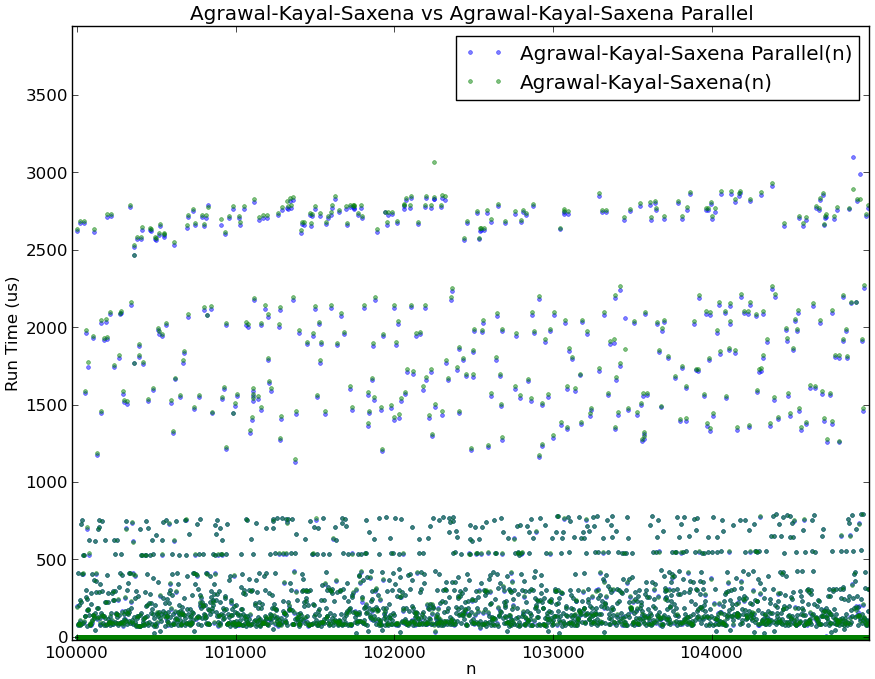 Agrawal-Kayal-Saxena vs Agrawal-Kayal-Saxena Parallel
Agrawal-Kayal-Saxena Parallel(n)
Agrawal-Kayal-Saxena(n)
Run Time (us)
3500
3000
2500
2000
1500
1000
500
0
100000 101000 102000 103000 104000
n